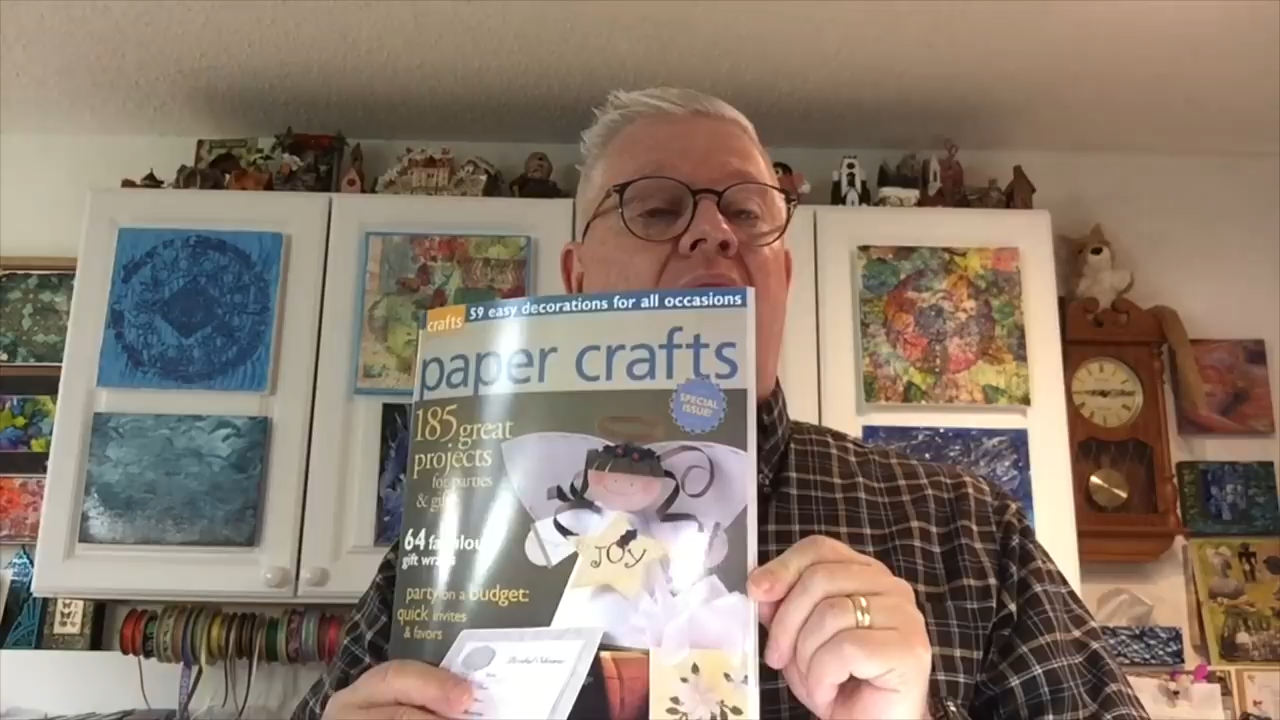 59 easy decorations for all occasions
crafts
paper crafts
SPECIAL
ISSUE!
185 great
projects
for parties
& gifts
64 fabulous
gift wraps
party on a budget:
quick invites
& favors
JOY